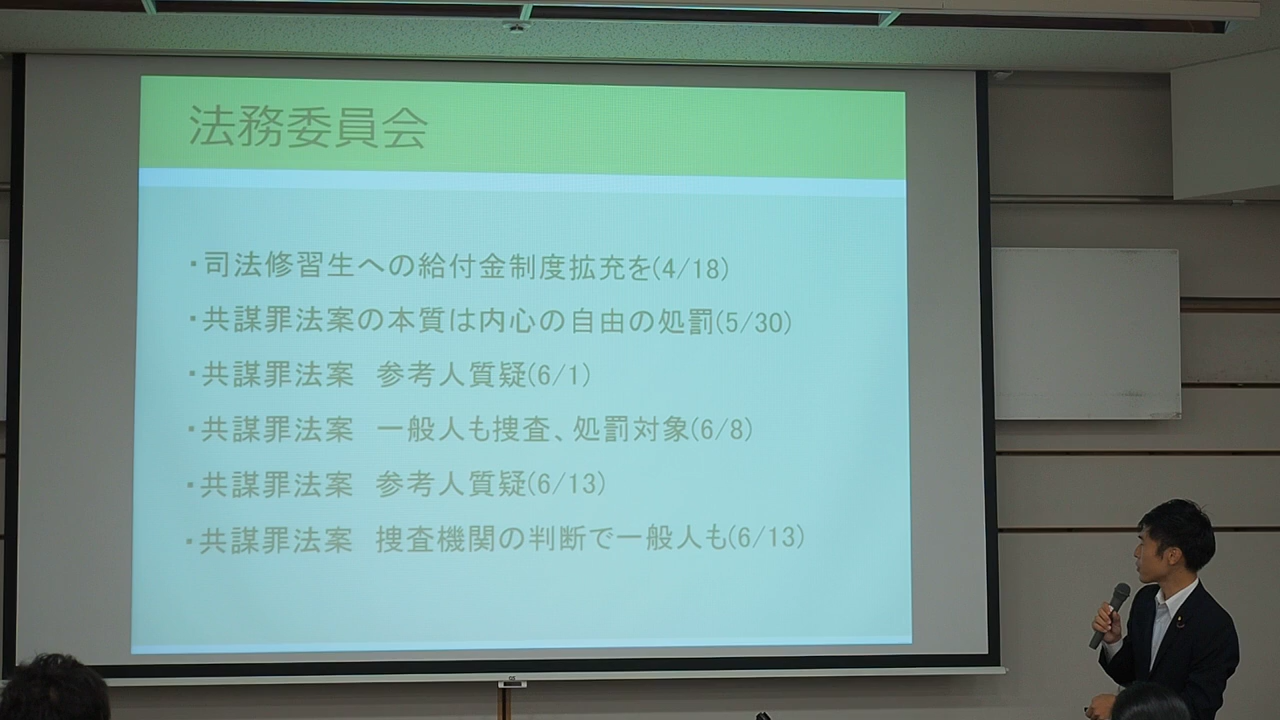 法務委員会
・司法修習生への給付金制度拡充を(4/18)
・共謀罪法案の本質は内心の自由の処罰(5/30)
・共謀罪法案　参考人質疑(6/1)
・共謀罪法案　一般人も捜査、処罰対象(6/8)
・共謀罪法案　参考人質疑(6/13)
・共謀罪法案　捜査機関の判断で一般人も(6/13)